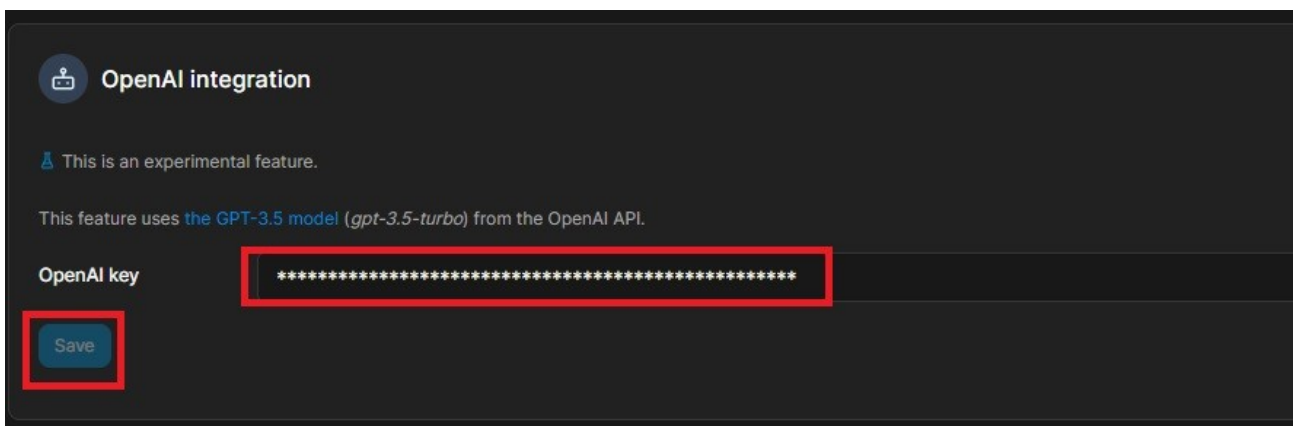 OpenAI integration
This is an experimental feature.
This feature uses the GPT-3.5 model (gpt-3.5-turbo) from the OpenAI API.
OpenAI key ***************************************************
Save